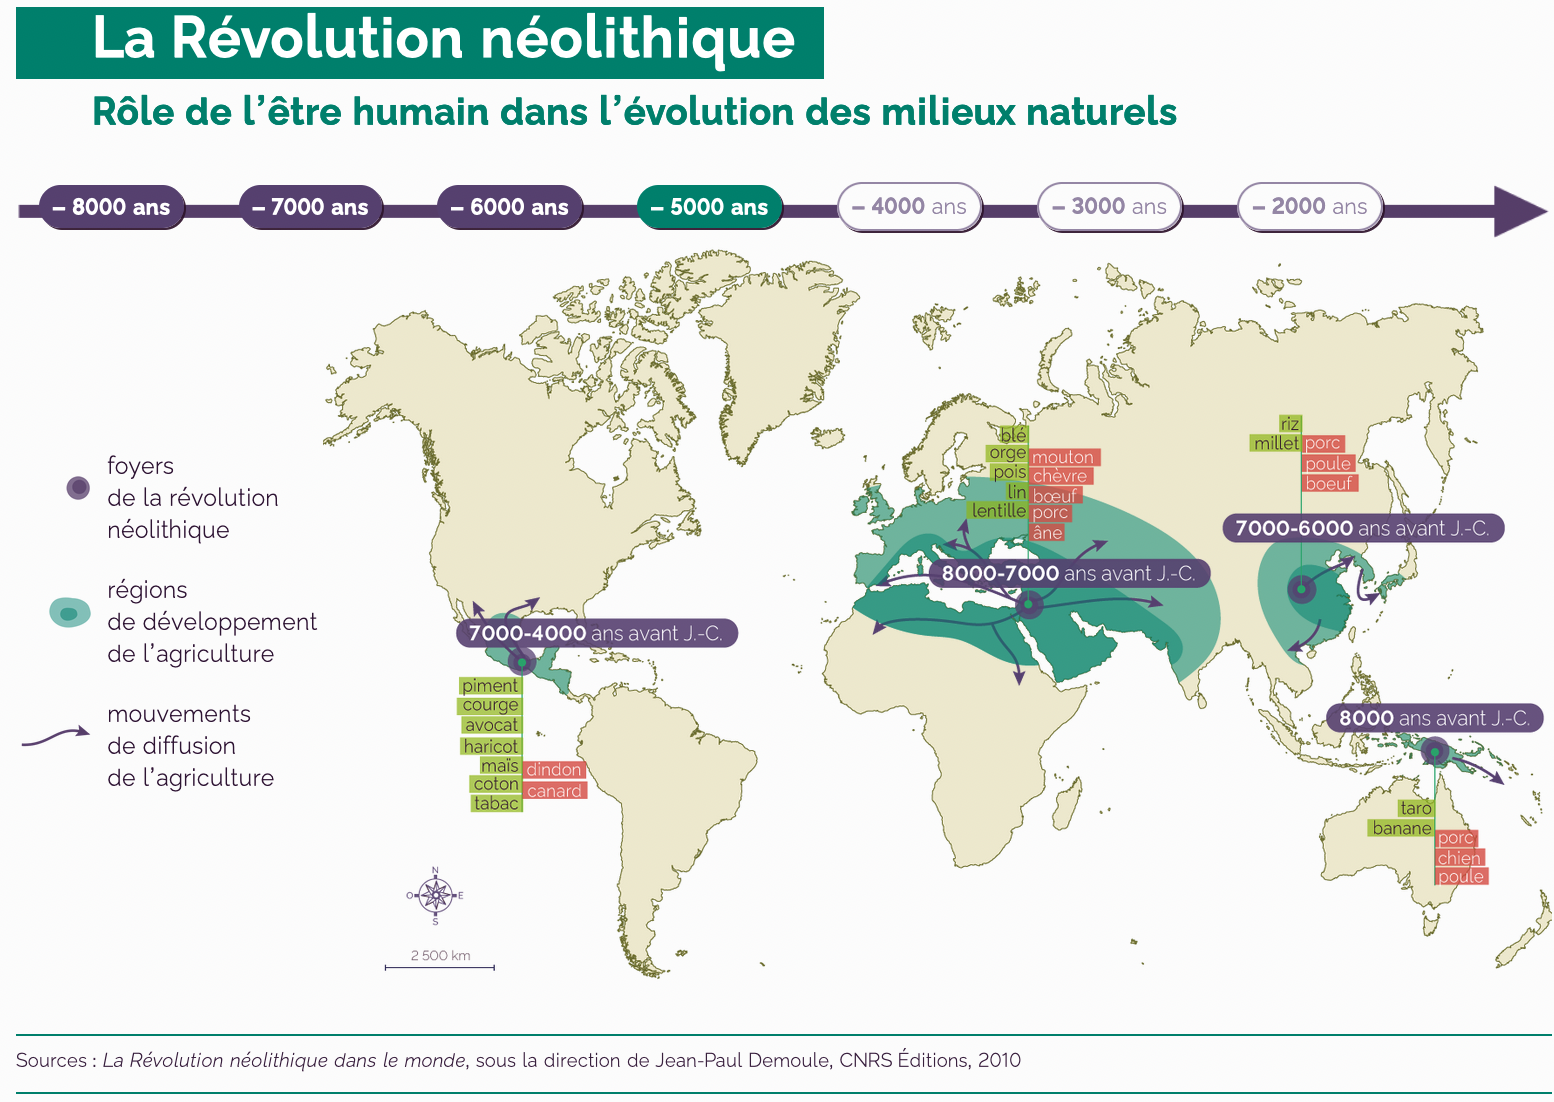 La Révolution néolithique
Rôle de l’être humain dans l’évolution des milieux naturels
– 8000 ans
– 7000 ans
– 6000 ans
– 5000 ans
– 4000 ans
– 3000 ans
– 2000 ans
foyers
de la révolution
néolithique
régions
de développement
de l’agriculture
mouvements
de diffusion
de l’agriculture
7000-4000 ans avant J.-C.
piment
courge
avocat
haricot
maïs
coton
tabac
dindon
canard
blé
orge
pois
lin
lentille
mouton
chèvre
bœuf
porc
âne
8000-7000 ans avant J.-C.
riz
millet
porc
poule
boeuf
7000-6000 ans avant J.-C.
8000 ans avant J.-C.
taro
banane
porc
chien
poule
N
O
E
S
2 500 km
Sources : La Révolution néolithique dans le monde, sous la direction de Jean-Paul Demoule, CNRS Éditions, 2010